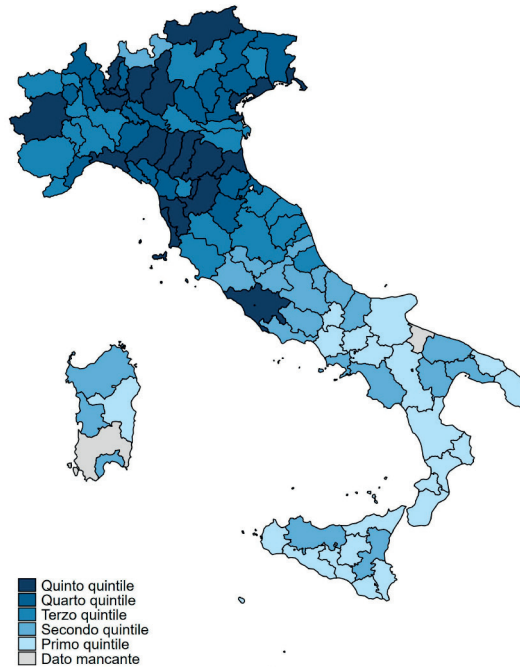 Quinto quintile
Quarto quintile
Terzo quintile
Secondo quintile
Primo quintile
Dato mancante